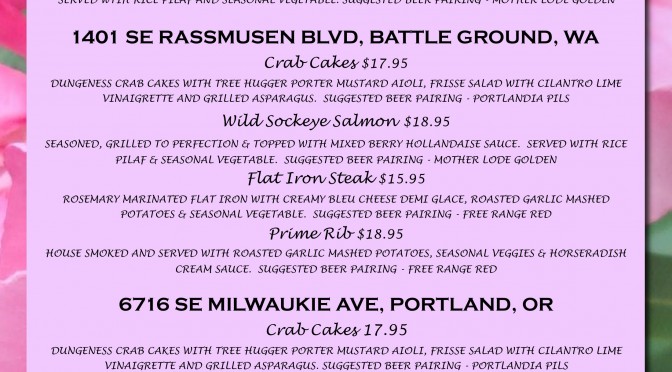 SERVED WITH RICE PILAF AND SEASONAL VEGETABLE. SUGGESTED BEER PAIRING - MOTHER LODE GOLDEN
1401 SE RASSMUSEN BLVD, BATTLE GROUND, WA
Crab Cakes $17.95
DUNGENESS CRAB CAKES WITH TREE HUGGER PORTER MUSTARD AIOLI, FRISSE SALAD WITH CILANTRO LIME
VINAIGRETTE AND GRILLED ASPARAGUS. SUGGESTED BEER PAIRING - PORTLANDIA PILS
Wild Sockeye Salmon $18.95
SEASONED, GRILLED TO PERFECTION & TOPPED WITH MIXED BERRY HOLLANDAISE SAUCE. SERVED WITH RICE
PILAF & SEASONAL VEGETABLE. SUGGESTED BEER PAIRING - MOTHER LODE GOLDEN
Flat Iron Steak $15.95
ROSEMARY MARINATED FLAT IRON WITH CREAMY BLEU CHEESE DEMI GLACE, ROASTED GARLIC MASHED
POTATOES & SEASONAL VEGETABLE. SUGGESTED BEER PAIRING - FREE RANGE RED
Prime Rib $18.95
HOUSE SMOKED AND SERVED WITH ROASTED GARLIC MASHED POTATOES, SEASONAL VEGGIES & HORSERADISH
CREAM SAUCE. SUGGESTED BEER PAIRING - FREE RANGE RED
6716 SE MILWAUKIE AVE, PORTLAND, OR
Crab Cakes 17.95
DUNGENESS CRAB CAKES WITH TREE HUGGER PORTER MUSTARD AIOLI, FRISSE SALAD WITH CILANTRO LIME
VINAIGRETTE AND GRILLED ASPARAGUS. SUGGESTED BEER PAIRING - PORTLANDIA PILS